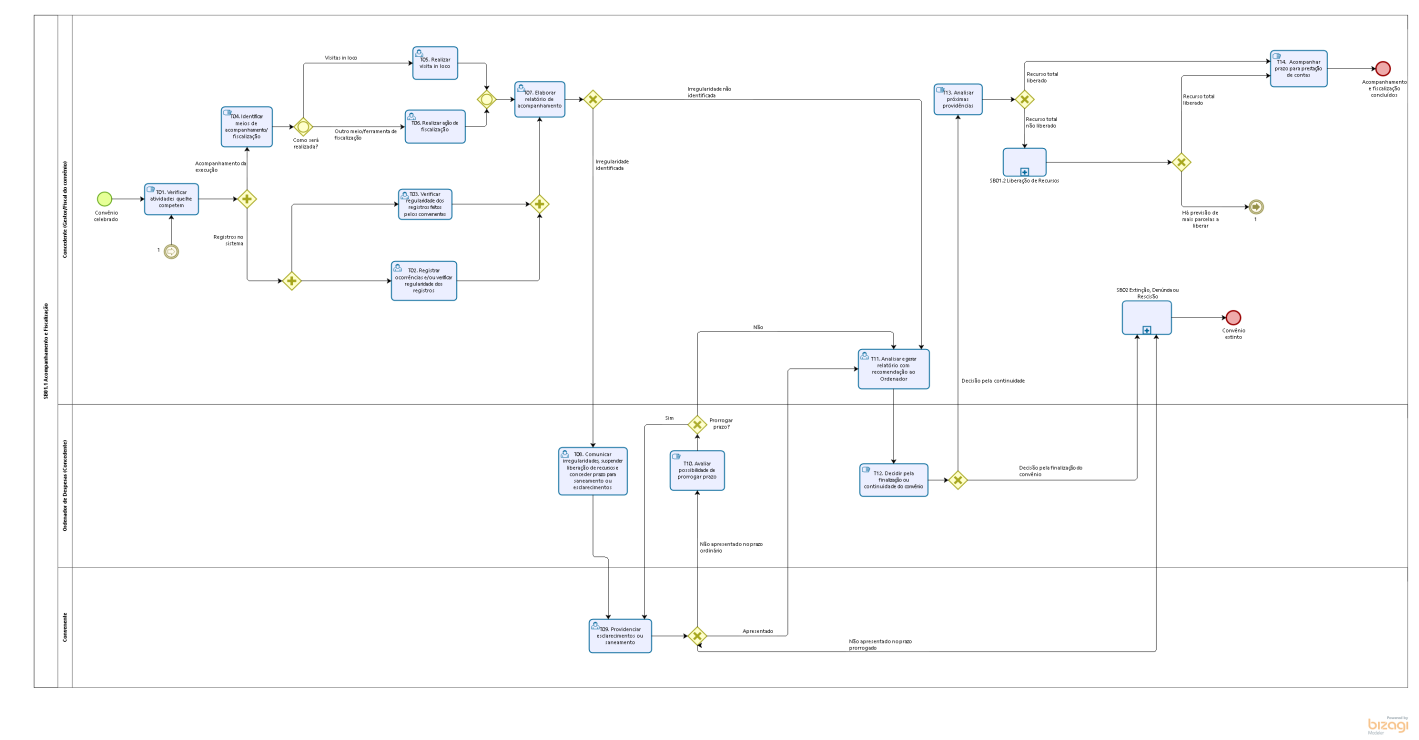 SB01.1 Acompanhamento e Fiscalização
Concedente (Gestor/Fiscal do convênio)
Convênio
celebrado
T01. Verificar
atividades que lhe
competem
1
Acompanhamento da
execução
Registros no
sistema
T04. Identificar
meios de
acompanhamento/
fiscalização
Como será
realizada?
Visitas in loco
Outro meio/ferramenta de
fiscalização
T05. Realizar
visita in loco
T06. Realizar ação de
fiscalização
T03. Verificar
regularidade dos
registros feitos
pelos convenentes
T02. Registrar
ocorrências e/ou verificar
regularidade dos
registros
T07. Elaborar
relatório de
acompanhamento
Irregularidade não
identificada
Irregularidade
identificada
T11. Analisar e gerar
relatório com
recomendação ao
Ordenador
Não
Decisão pela continuidade
T13. Analisar
próximas
providências
Recurso total
liberado
Recurso total
não liberado
SB01.2 Liberação de Recursos
Recurso total
liberado
Há previsão de
mais parcelas a
liberar
1
T14. Acompanhar
prazo para prestação
de contas
Acompanhamento
e fiscalização
concluídos
SB02 Extinção, Denúncia ou
Rescisão
Convênio
extinto
Ordenador de Despesas (Concedente)
T08. Comunicar
irregularidades, suspender
liberação de recursos e
conceder prazo para
saneamento ou
esclarecimentos
Sim
Prorrogar
prazo?
T10. Avaliar
possibilidade de
prorrogar prazo
Não apresentado no prazo
ordinário
T12. Decidir pela
finalização ou
continuidade do convênio
Decisão pela finalização do
convênio
Convenente
T09. Providenciar
esclarecimentos ou
saneamento
Apresentado
Não apresentado no prazo
prorrogado
Powered by
bizagi
Modeler